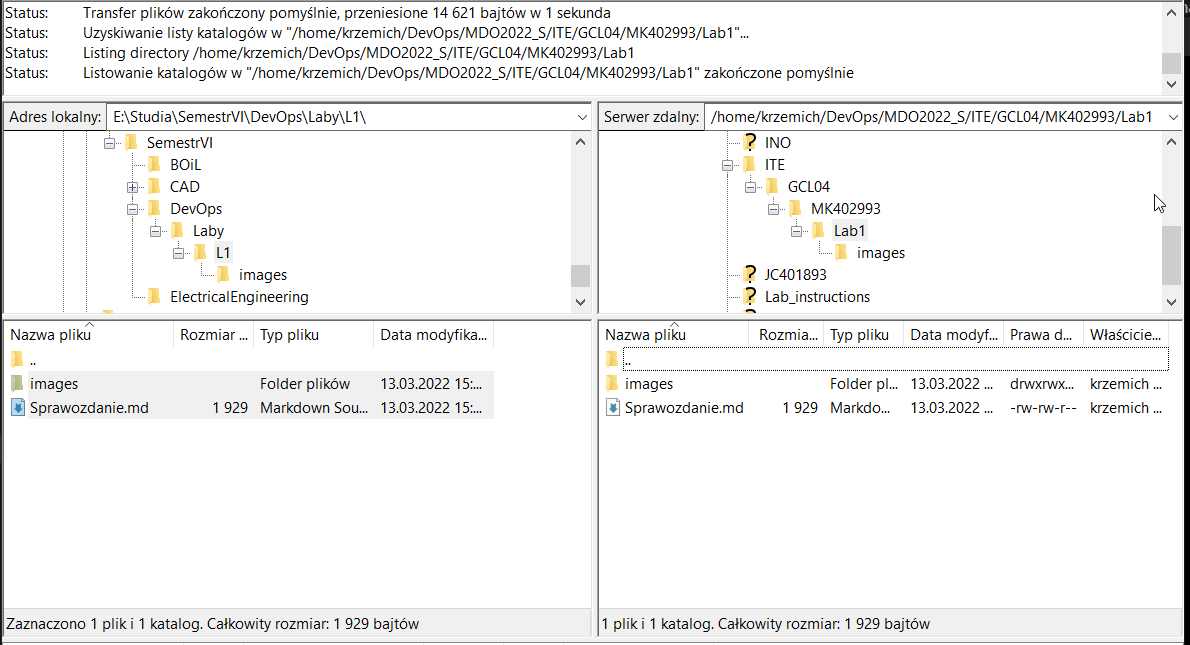 Status: Transfer plików zakończony pomyślnie, przeniesione 14 621 bajtów w 1 sekunda
Status: Uzyskiwanie listy katalogów w "/home/krzemich/DevOps/MDO2022_S/ITE/GCL04/MK402993/Lab1"...
Status: Listing directory /home/krzemich/DevOps/MDO2022_S/ITE/GCL04/MK402993/Lab1
Status: Listowanie katalogów w "/home/krzemich/DevOps/MDO2022_S/ITE/GCL04/MK402993/Lab1" zakończone pomyślnie
Adres lokalny: E:\Studia\SemestrVI\DevOps\Laby\L1\
SemestrVI
BOiL
CAD
DevOps
Laby
L1
images
ElectricalEngineering
Nazwa pliku Rozmiar ... Typ pliku Data modyfika...
..
images Folder plików 13.03.2022 15:...
Sprawozdanie.md 1 929 Markdown Sou... 13.03.2022 15:...
Zaznaczono 1 plik i 1 katalog. Całkowity rozmiar: 1 929 bajtów
Serwer zdalny: /home/krzemich/DevOps/MDO2022_S/ITE/GCL04/MK402993/Lab1
INO
ITE
GCL04
MK402993
Lab1
images
JC401893
Lab_instructions
Nazwa pliku Rozmia... Typ pliku Data modyf... Prawa d... Właścicie...
..
images Folder pl... 13.03.2022 ... drwxrwx... krzemich ...
Sprawozdanie.md 1 929 Markdo... 13.03.2022 ... -rw-rw-r-- krzemich ...
1 plik i 1 katalog. Całkowity rozmiar: 1 929 bajtów